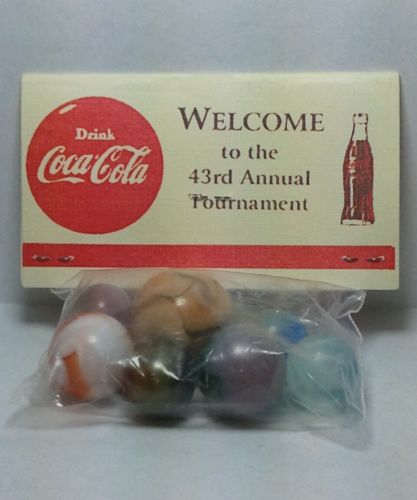 Drink
Coca-Cola
WELCOME
to the
43rd Annual
Tournament